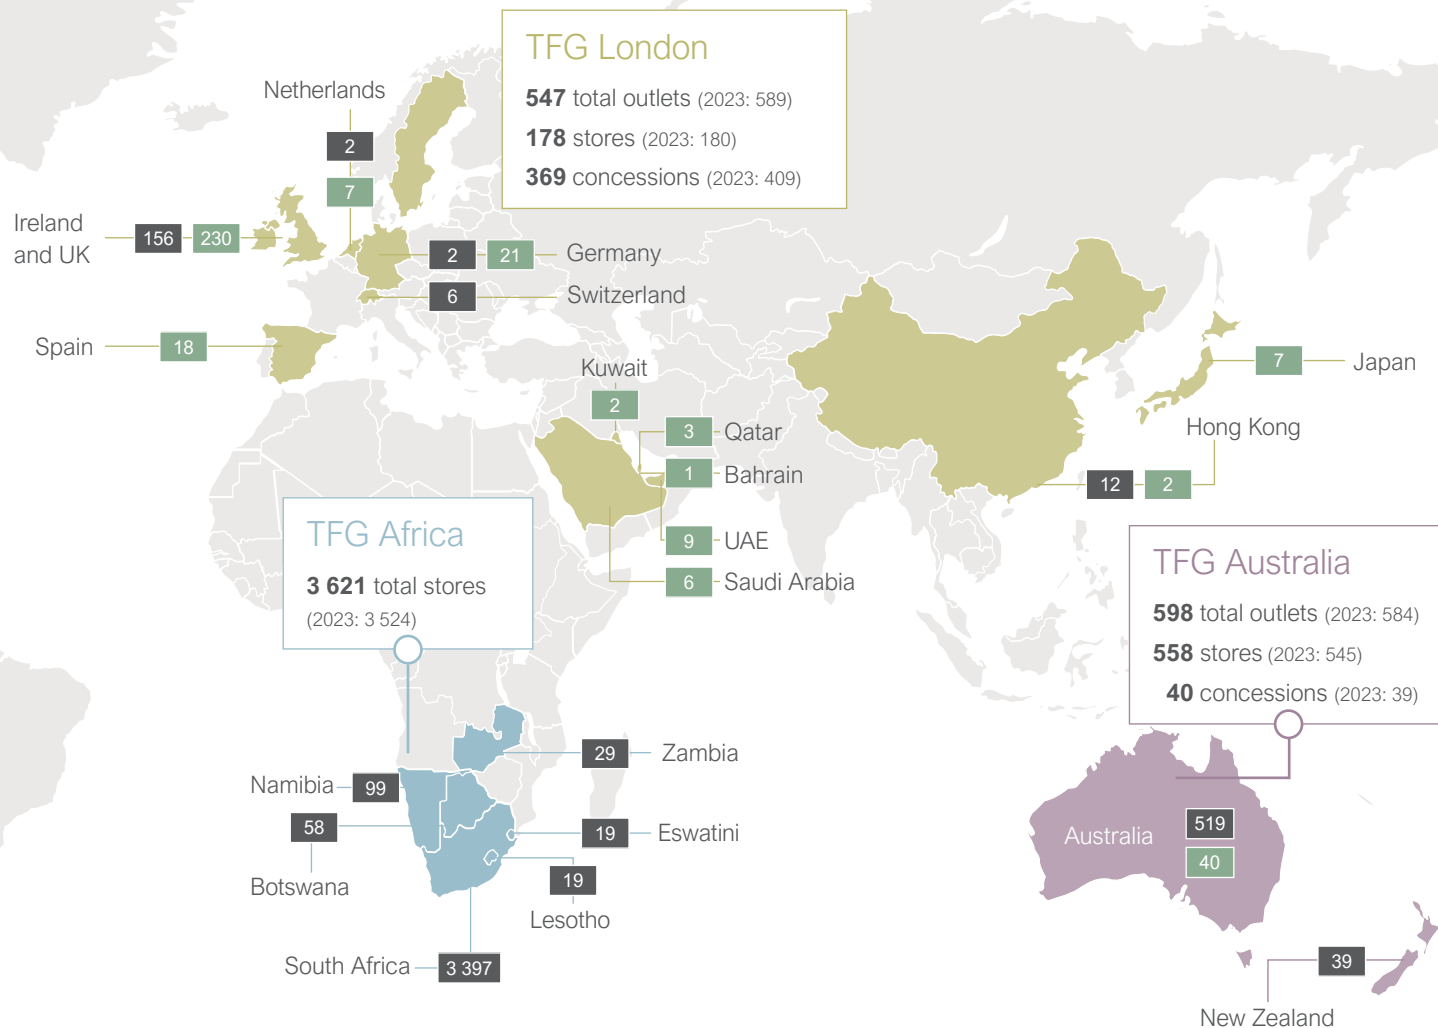 TFG London
547 total outlets (2023: 589)
178 stores (2023: 180)
369 concessions (2023: 409)
Netherlands
2
7
Ireland
and UK
156 230
2 21 Germany
6 Switzerland
Spain 18
Kuwait
2
3 Qatar
1 Bahrain
9 UAE
6 Saudi Arabia
7 Japan
Hong Kong
12 2
TFG Africa
3 621 total stores
(2023: 3 524)
29 Zambia
Namibia 99
58
Botswana
19 Eswatini
19
Lesotho
South Africa 3 397
TFG Australia
598 total outlets (2023: 584)
558 stores (2023: 545)
40 concessions (2023: 39)
Australia
519
40
39
New Zealand